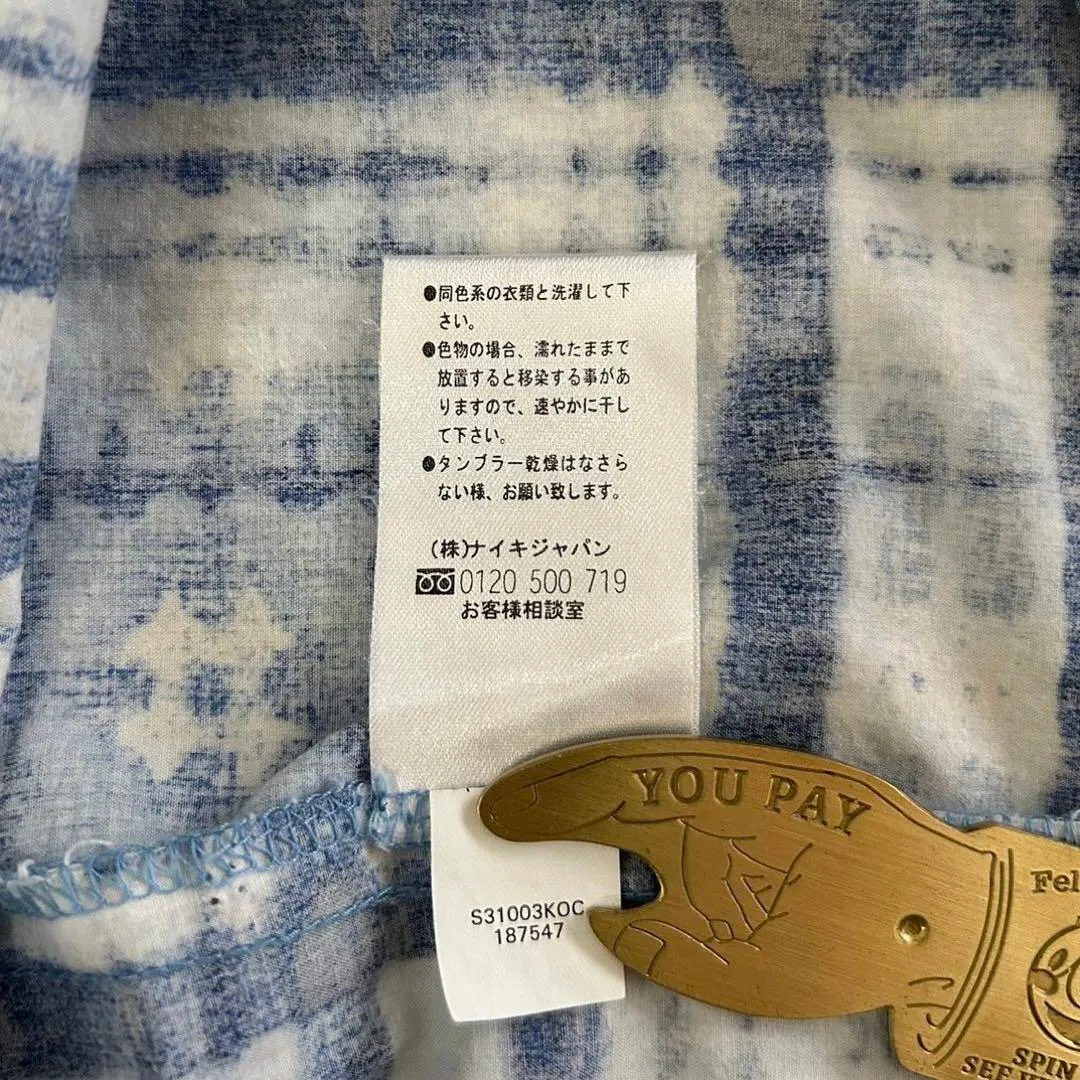 ●同色系の衣類と洗濯して下
さい。
●色物の場合、濡れたままで
放置すると移染する事があ
りますので、速やかに干し
て下さい。
●タンブラー乾燥はなさら
ない様、お願い致します。
(株)ナイキジャパン
0120 500 719
お客様相談室
S31003KOC
187547
YOU PAY
Fel
SPIN
SEE